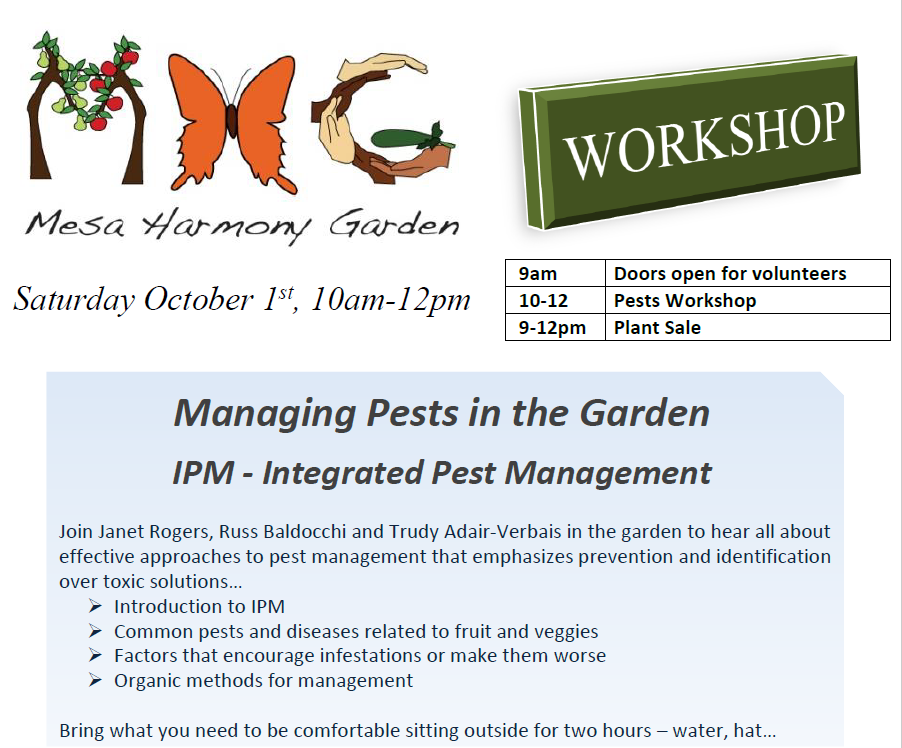 Mesa Harmony Garden
WORKSHOP
Saturday October 1st, 10am-12pm
9am Doors open for volunteers
10-12 Pests Workshop
9-12pm Plant Sale
Managing Pests in the Garden
IPM - Integrated Pest Management
Join Janet Rogers, Russ Baldocchi and Trudy Adair-Verbais in the garden to hear all about
effective approaches to pest management that emphasizes prevention and identification
over toxic solutions...
➢ Introduction to IPM
➢ Common pests and diseases related to fruit and veggies
➢ Factors that encourage infestations or make them worse
➢ Organic methods for management
Bring what you need to be comfortable sitting outside for two hours – water, hat...